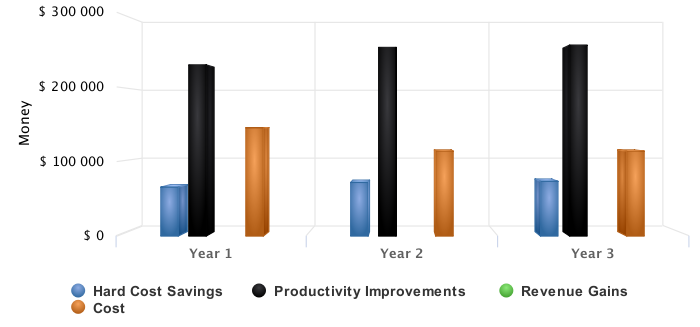 $ 300 000
$ 200 000
Money
$ 100 000
$ 0
Year 1
Year 2
Year 3
Hard Cost Savings
Productivity Improvements
Revenue Gains
Cost